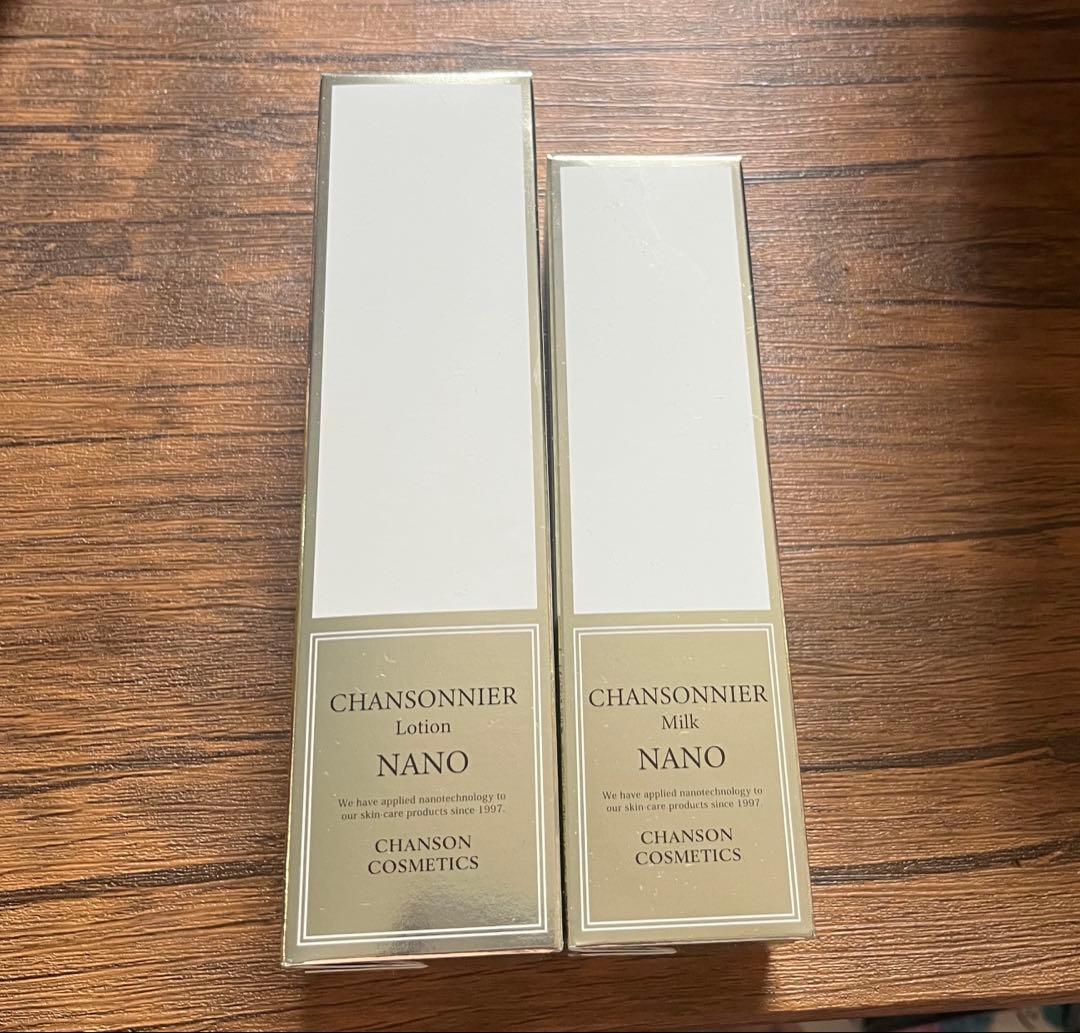 CHANSONNIER
Lotion
NANO
We have applied nanotechnology to
our skin-care products since 1997.
CHANSON
COSMETICS
CHANSONNIER
Milk
NANO
We have applied nanotechnology to
our skin-care products since 1997.
CHANSON
COSMETICS